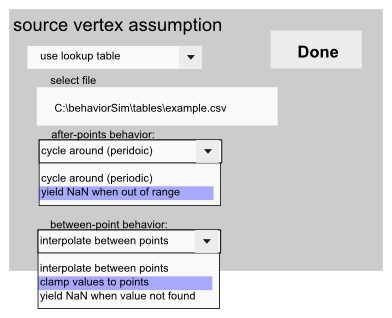 source vertex assumption
use lookup table
Done
select file
C:\behaviorSim\tables\example.csv
after-points behavior:
cycle around (peridoic)
cycle around (periodic)
yield NaN when out of range
between-point behavior:
interpolate between points
interpolate between points
clamp values to points
yield NaN when value not found